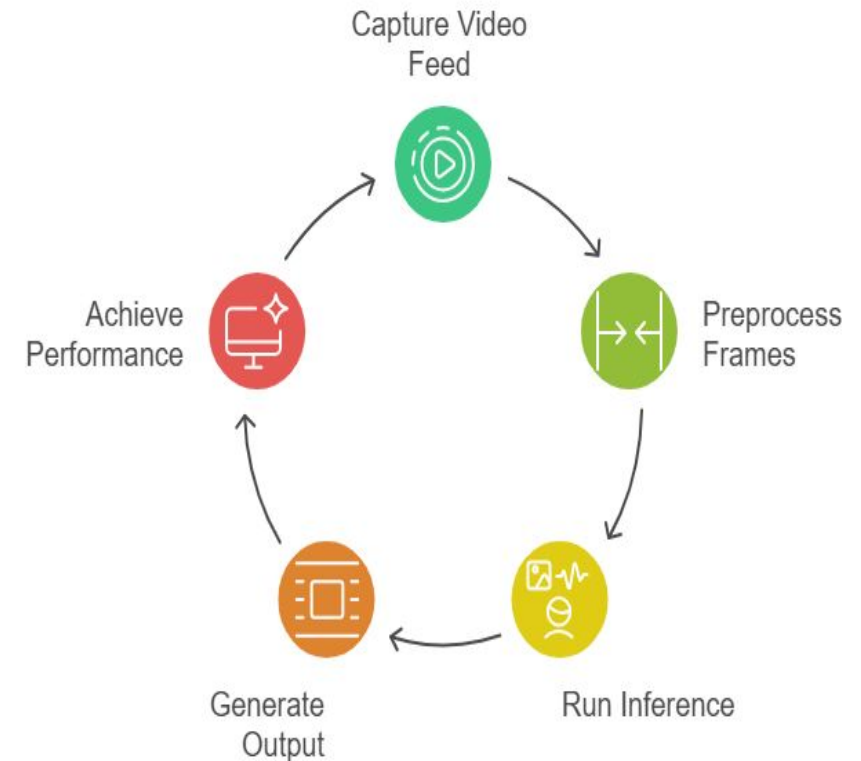 Capture Video
Feed
Preprocess
Frames
Run Inference
Generate
Output
Achieve
Performance